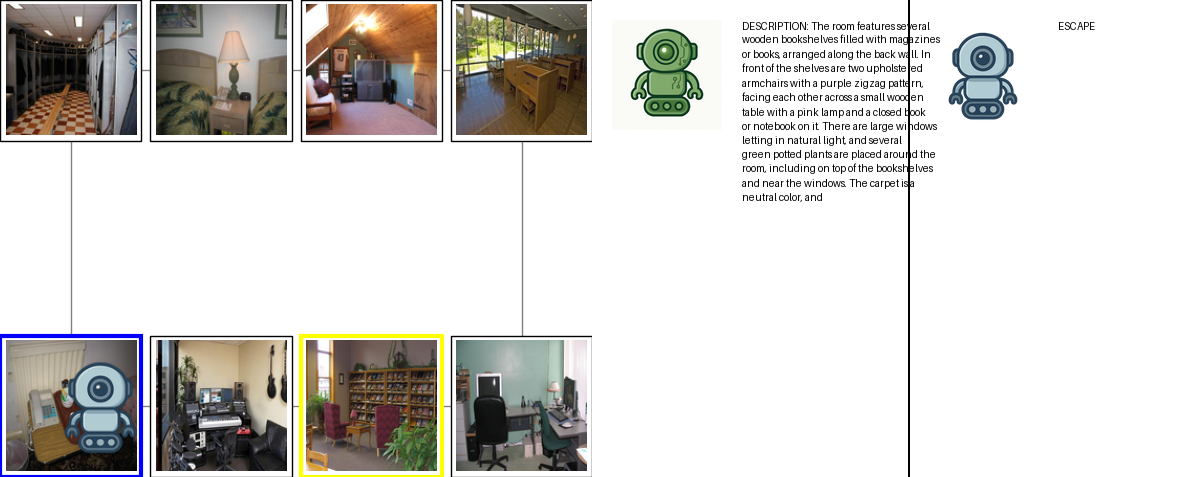 DESCRIPTION: The room features several
wooden bookshelves filled with magazines
or books, arranged along the back wall. In
front of the shelves are two upholstered
armchairs with a purple zigzag pattern,
facing each other across a small wooden
table with a pink lamp and a closed book
or notebook on it. There are large windows
letting in natural light, and several
green potted plants are placed around the
room, including on top of the bookshelves
and near the windows. The carpet is a
neutral color, and
ESCAPE